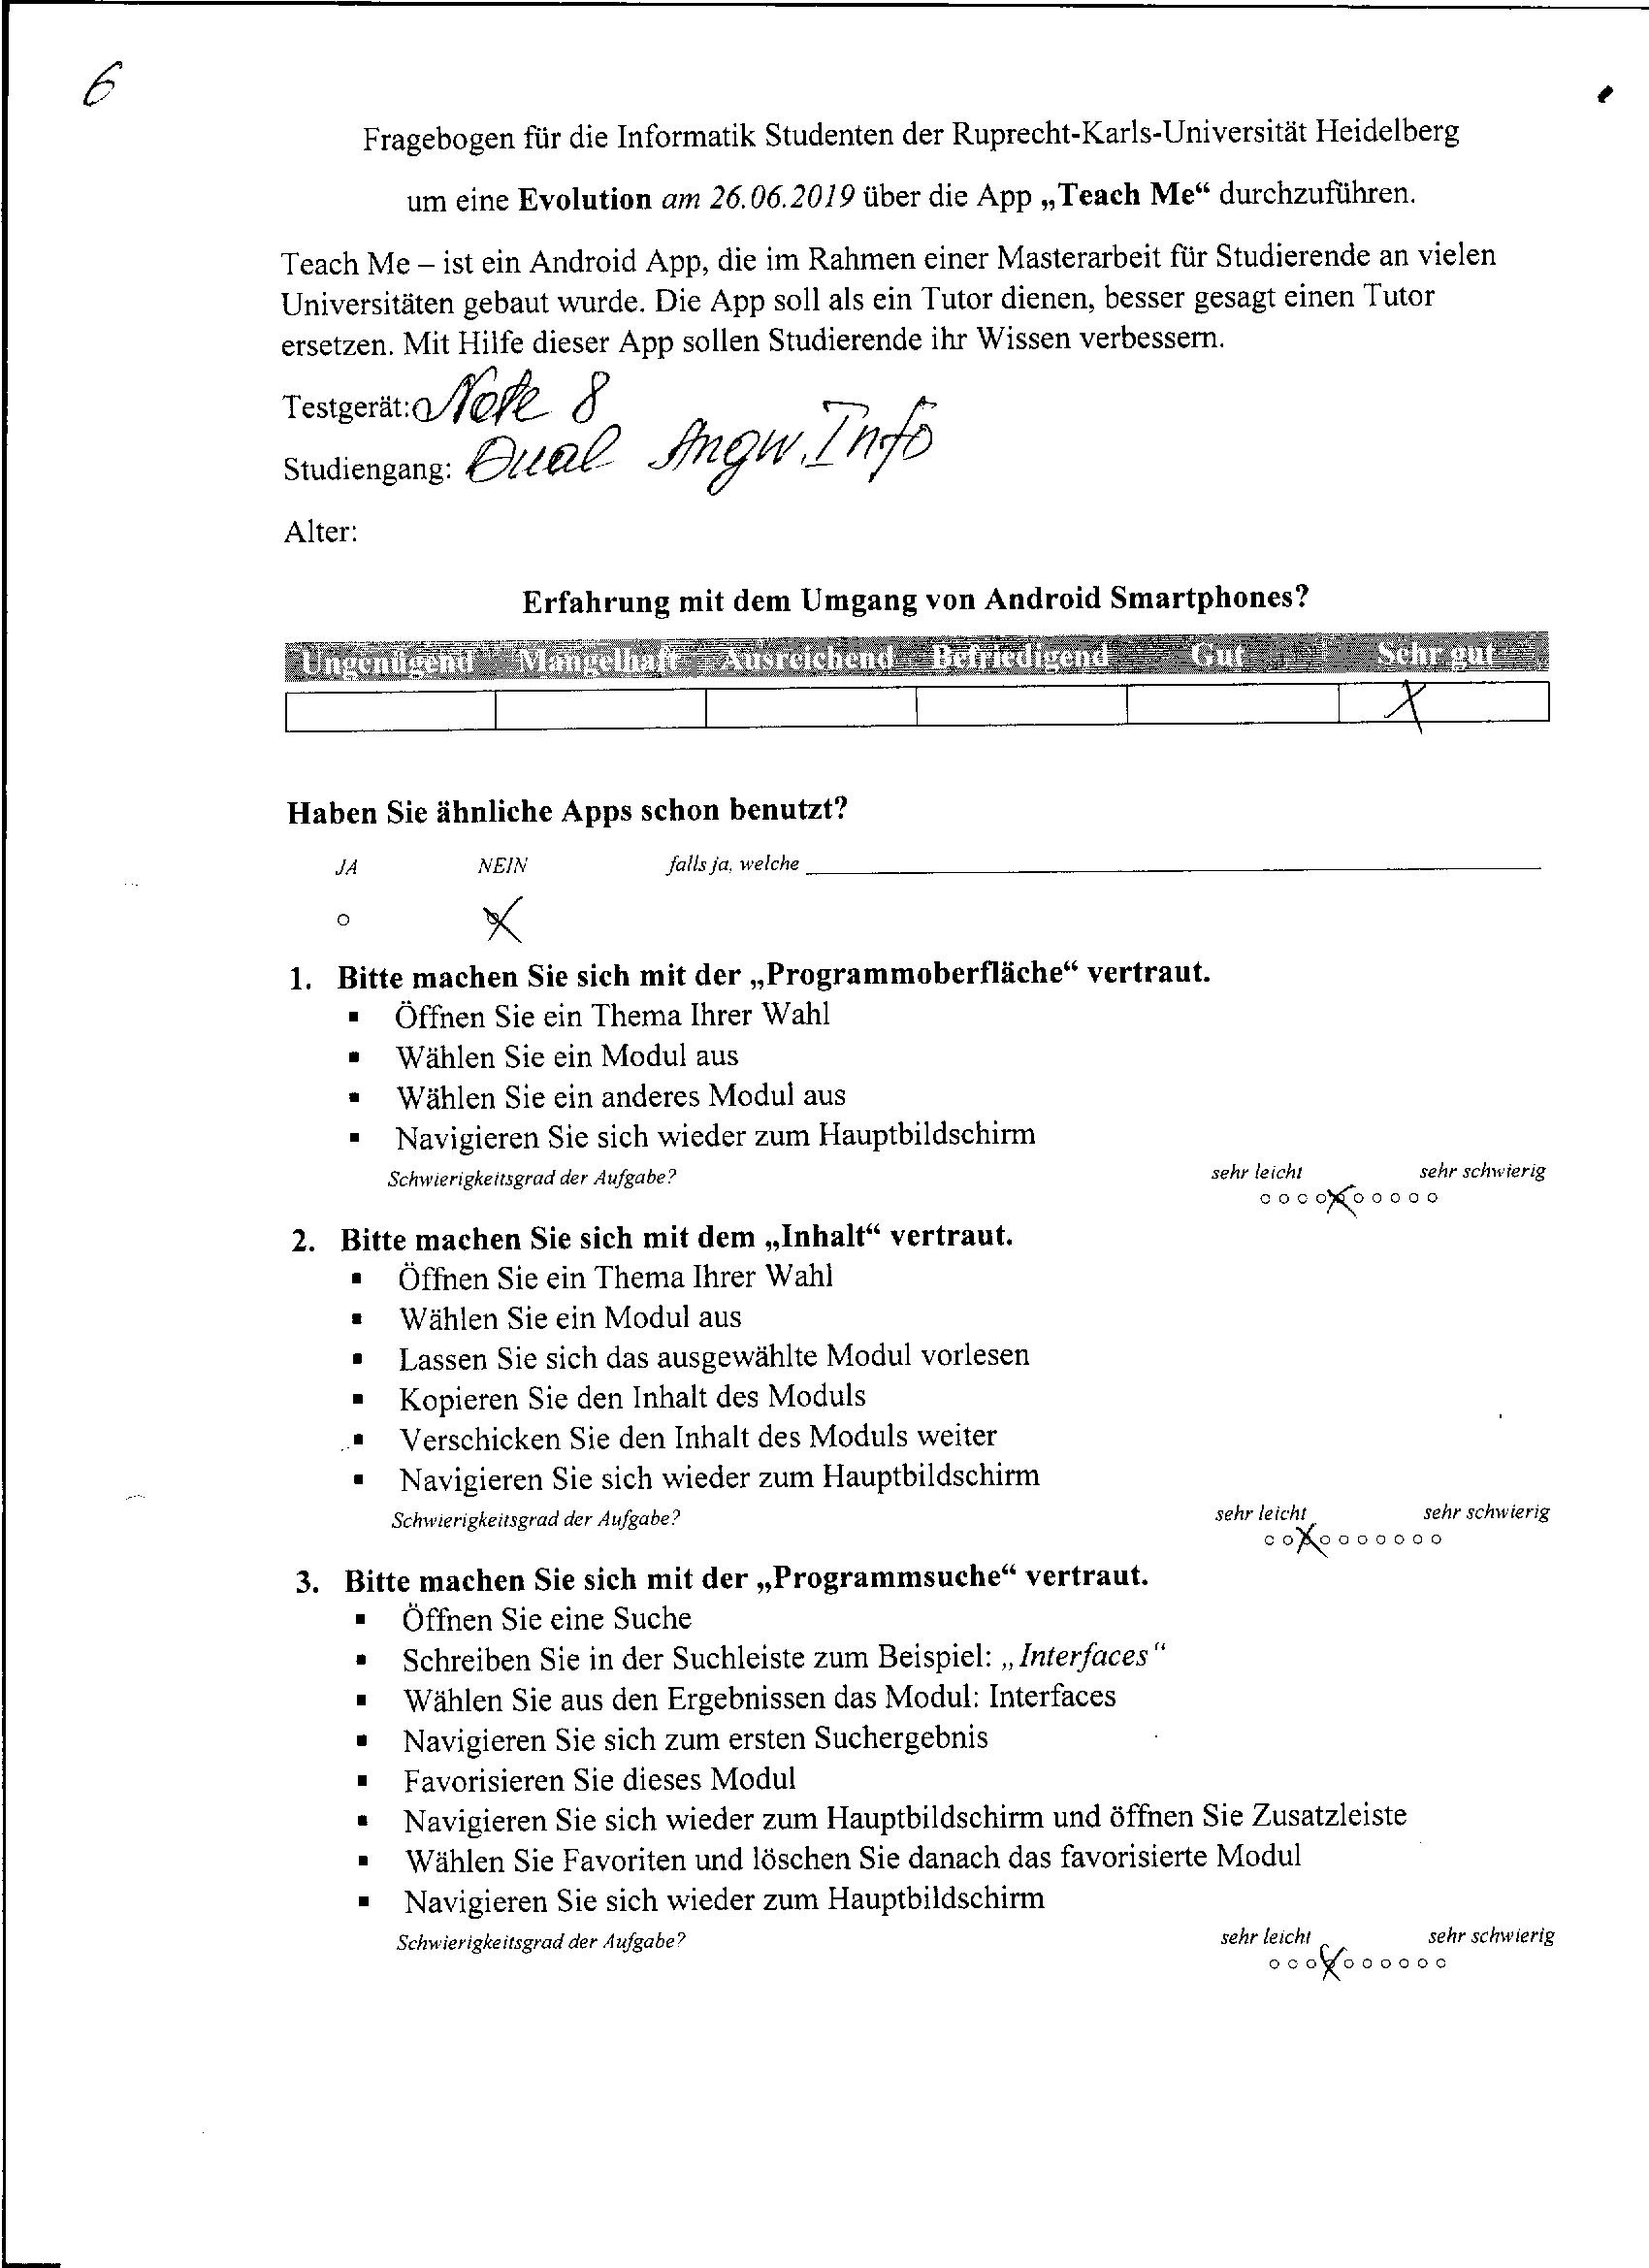 6
Fragebogen für die Informatik Studenten der Ruprecht-Karls-Universität Heidelberg
um eine Evolution am 26.06.2019 über die App „Teach Me“ durchzuführen.
Teach Me – ist ein Android App, die im Rahmen einer Masterarbeit für Studierende an vielen
Universitäten gebaut wurde. Die App soll als ein Tutor dienen, besser gesagt einen Tutor
ersetzen. Mit Hilfe dieser App sollen Studierende ihr Wissen verbessern.
Testgerät: Note 8
Studiengang: Dual Angw. Info
Alter:
Erfahrung mit dem Umgang von Android Smartphones?
Ungenügend Mangelhaft Ausreichend Befriedigend Gut Sehr gut
X
Haben Sie ähnliche Apps schon benutzt?
JA NEIN falls ja, welche
X
1. Bitte machen Sie sich mit der „Programmoberfläche“ vertraut.
▪ Öffnen Sie ein Thema Ihrer Wahl
▪ Wählen Sie ein Modul aus
▪ Wählen Sie ein anderes Modul aus
▪ Navigieren Sie sich wieder zum Hauptbildschirm
Schwierigkeitsgrad der Aufgabe? sehr leicht sehr schwierig
2. Bitte machen Sie sich mit dem „Inhalt“ vertraut.
▪ Öffnen Sie ein Thema Ihrer Wahl
▪ Wählen Sie ein Modul aus
▪ Lassen Sie sich das ausgewählte Modul vorlesen
▪ Kopieren Sie den Inhalt des Moduls
▪ Verschicken Sie den Inhalt des Moduls weiter
▪ Navigieren Sie sich wieder zum Hauptbildschirm
Schwierigkeitsgrad der Aufgabe? sehr leicht sehr schwierig
3. Bitte machen Sie sich mit der „Programmsuche“ vertraut.
▪ Öffnen Sie eine Suche
▪ Schreiben Sie in der Suchleiste zum Beispiel: „Interfaces“
▪ Wählen Sie aus den Ergebnissen das Modul: Interfaces
▪ Navigieren Sie sich zum ersten Suchergebnis
▪ Favorisieren Sie dieses Modul
▪ Navigieren Sie sich wieder zum Hauptbildschirm und öffnen Sie Zusatzleiste
▪ Wählen Sie Favoriten und löschen Sie danach das favorisierte Modul
▪ Navigieren Sie sich wieder zum Hauptbildschirm
Schwierigkeitsgrad der Aufgabe? sehr leicht sehr schwierig